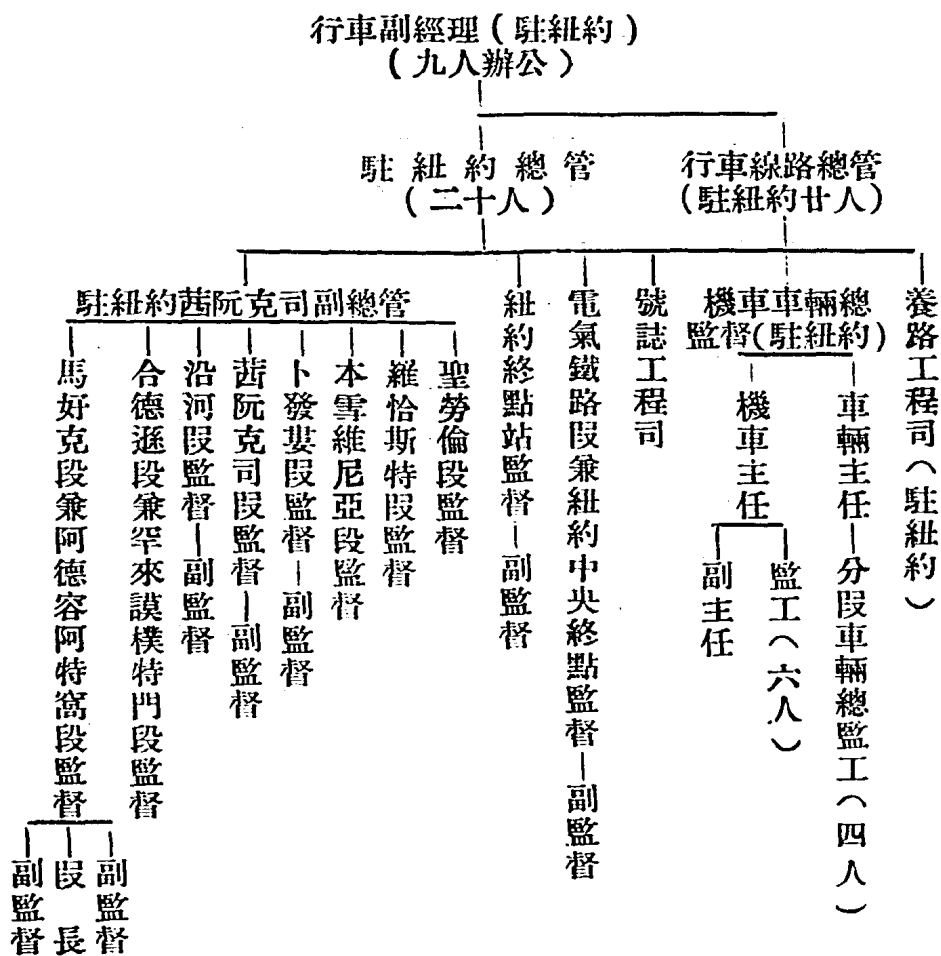 行車副經理（駐紐約）
（九人辦公）
駐紐約總管
（二十人）
行車線路總管
（駐紐約廿人）
養路工程司（駐紐約）
機車車輛總
監督（駐紐約）
車輛主任—分段車輛總監工（四人）
機車主任
監工（六人）
副主任
號誌工程司
電氣鐵路段兼紐約中央終點監督—副監督
紐約終點站監督—副監督
駐紐約茜阮克司副總管
聖勞倫段監督
羅恰斯特段監督
本雪維尼亞段監督
卜發婁段監督—副監督
茜阮克司段監督—副監督
沿河段監督—副監督
合德遜段兼罕來謨樸特門段監督
馬好克段兼阿德容阿特窩段監督
副監督
段長
副監督